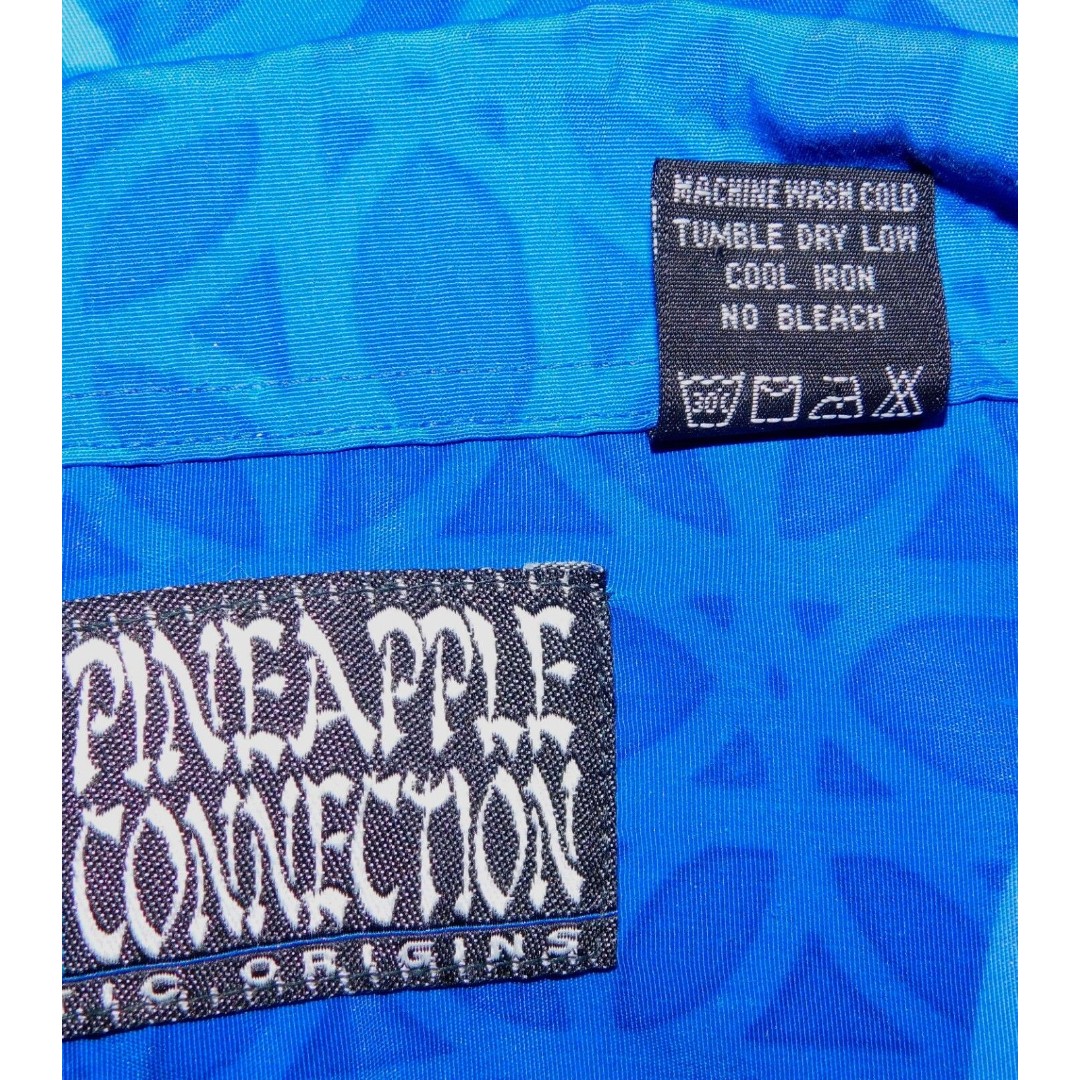 MACHINE WASH COLD
TUMBLE DRY LOW
COOL IRON
NO BLEACH
30°C
PINEAPPLE
CONNECTION
ORIGINS